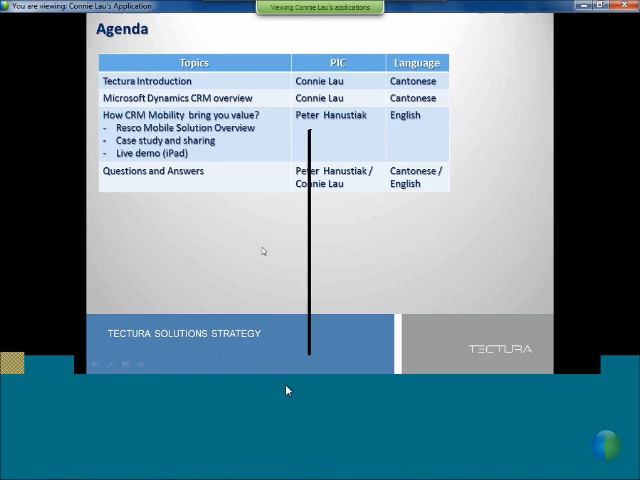 You are viewing: Connie Lau's Application
Viewing Connie Lau's applications
Agenda
Topics PIC Language
Tectura Introduction Connie Lau Cantonese
Microsoft Dynamics CRM overview Connie Lau Cantonese
How CRM Mobility bring you value? Peter Hanustiak English
- Resco Mobile Solution Overview
- Case study and sharing
- Live demo (iPad)
Questions and Answers Peter Hanustiak / Cantonese /
Connie Lau English
TECTURA SOLUTIONS STRATEGY
TECTURA